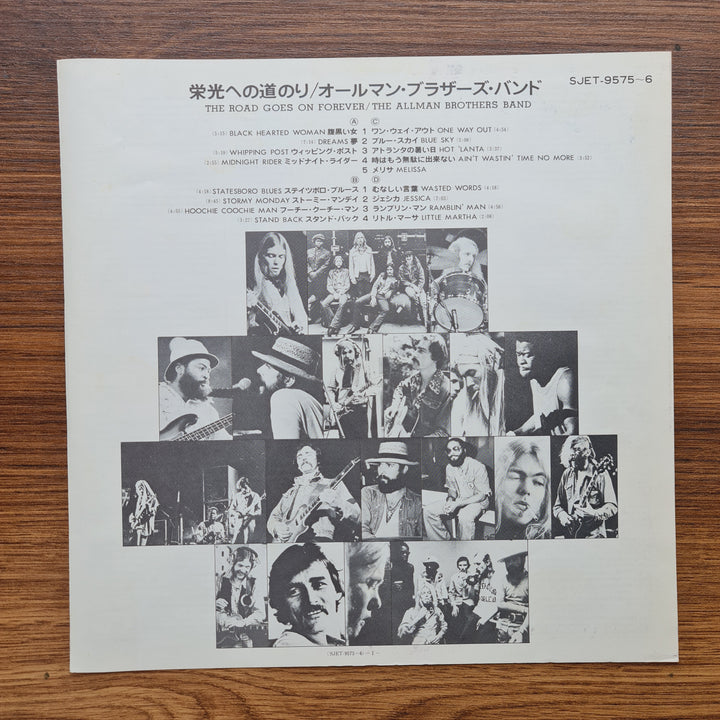 栄光への道のり/オールマン・ブラザーズ・バンド
SJET-9575~6
THE ROAD GOES ON FOREVER/THE ALLMAN BROTHERS BAND
Ⓐ
BLACK HEARTED WOMAN 腹黒い女 1
DREAMS 夢 2
WHIPPING POST ウィッピング・ポスト 3
MIDNIGHT RIDER ミッドナイト・ライダー 4
Ⓒ
1 ワン・ウェイ・アウト ONE WAY OUT (4:56)
2 ブルー・スカイ BLUE SKY
3 アトランタの暑い日 HOT 'LANTA
4 時はもう無駄に出来ない AIN'T WASTIN' TIME NO MORE
5 メリサ MELISSA
Ⓑ
STATESBORO BLUES ステイツボロ・ブルース 1
(8:45) STORMY MONDAY ストーミー・マンデイ 2
HOOCHIE COOCHIE MAN フーチー・クーチー・マン 3
STAND BACK スタンド・バック 4
Ⓓ
1 むなしい言葉 WASTED WORDS
2 ジェシカ JESSICA
3 ランブリン・マン RAMBLIN' MAN
4 リトル・マーサ LITTLE MARTHA
(SJET-9575~6)-1-